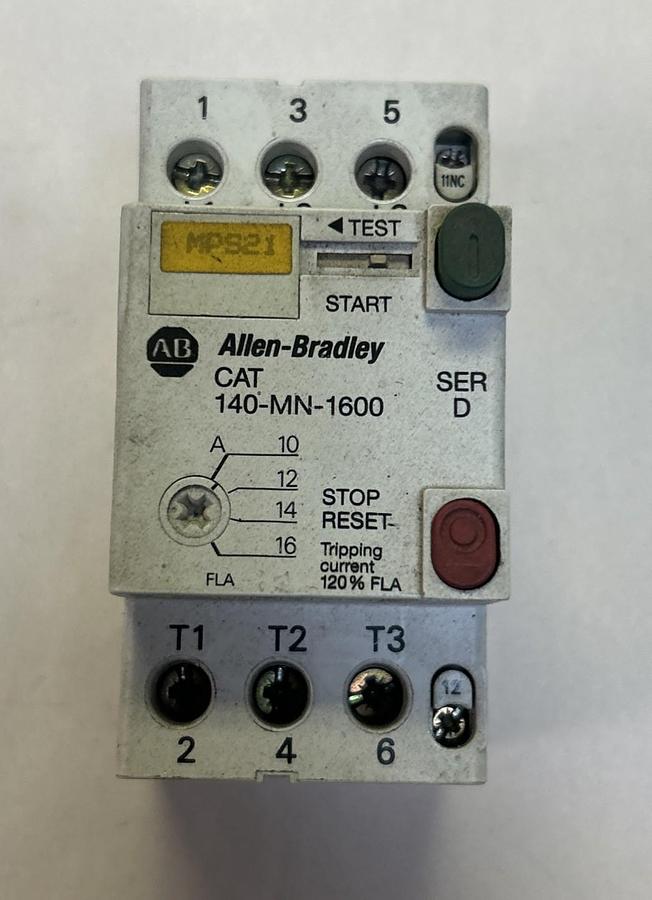 1 3 5
11NC
◄ TEST
MPS21
START
AB Allen-Bradley
CAT
140-MN-1600
SER
D
A 10
12
14
16
FLA
STOP
RESET
Tripping
current
120% FLA
T1 T2 T3
12
2 4 6